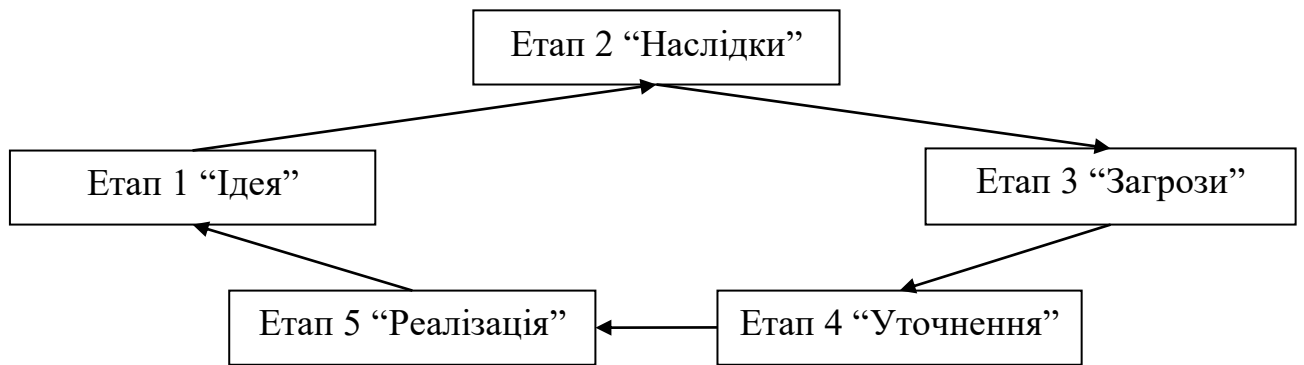 Етап 2 “Наслідки”
Етап 1 “Ідея”
Етап 3 “Загрози”
Етап 5 “Реалізація”
Етап 4 “Уточнення”